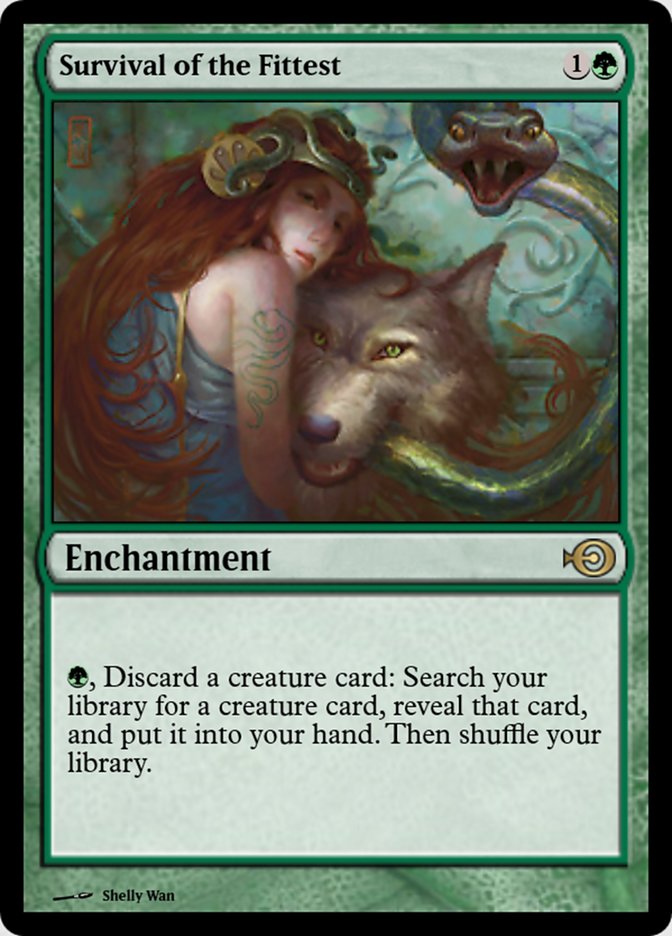 Survival of the Fittest 1
Enchantment
, Discard a creature card: Search your
library for a creature card, reveal that card,
and put it into your hand. Then shuffle your
library.
Shelly Wan